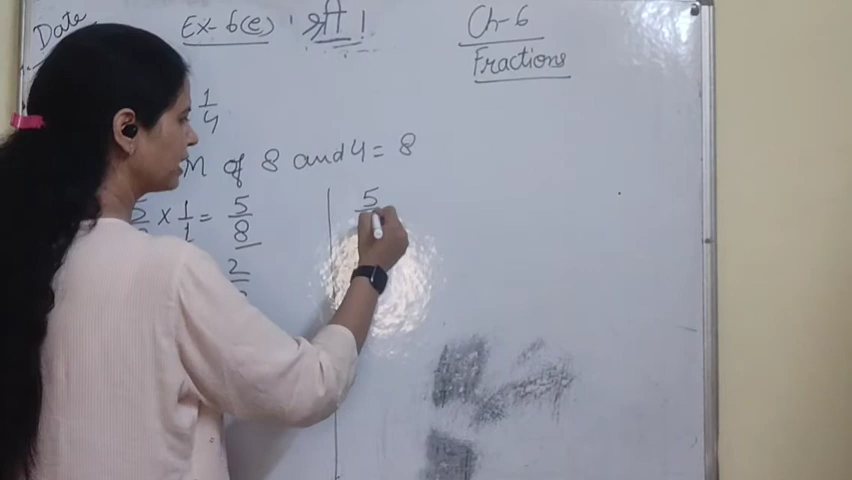 Date
Ex-6(e) । श्री ।
Ch-6
Fractions
1/4
M of 8 and 4 = 8
5/ × 1/1 = 5/8
5
2/